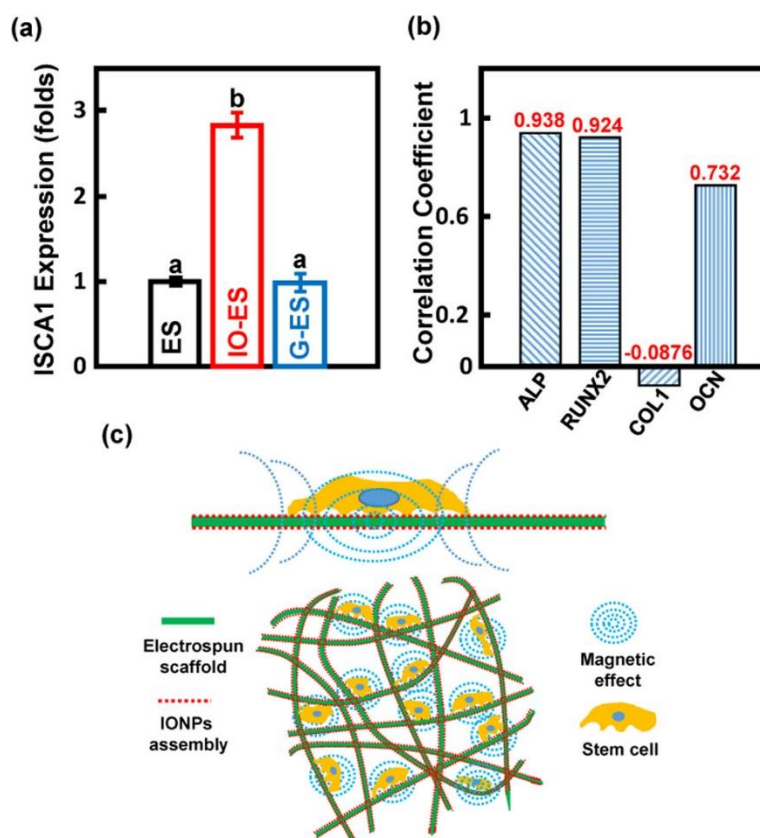 (a)
ISCA1 Expression (folds)
3
2
1
0
a
b
a
ES
IO-ES
G-ES
(b)
Correlation Coefficient
1
0.6
0.2
0
0.938
0.924
-0.0876
0.732
ALP
RUNX2
COL1
OCN
(c)
Electrospun
scaffold
IONPs
assembly
Magnetic
effect
Stem cell